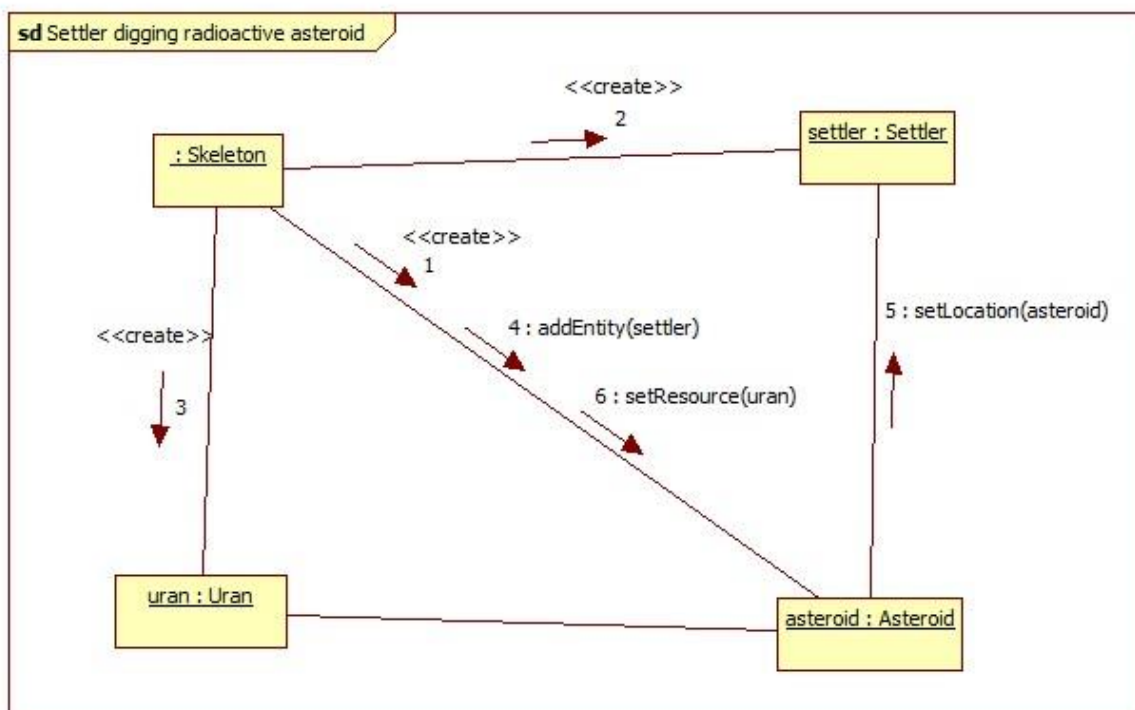 sd Settler digging radioactive asteroid
<<create>>
2
settler : Settler
: Skeleton
<<create>>
1
4 : addEntity(settler)
5 : setLocation(asteroid)
<<create>>
3
6 : setResource(uran)
uran : Uran
asteroid : Asteroid